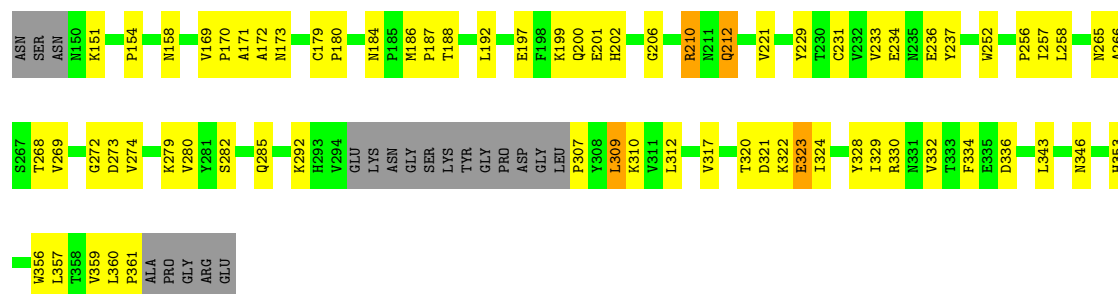 ASN SER ASN N150 K151 P154 N158 V169 P170 A171 A172 N173 C179 P180 N184 P185 M186 P187 T188 L192 E197 F198 K199 Q200 E201 H202 G206 R210 N211 Q212 V221 Y229 T230 C231 V232 V233 E234 N235 E236 Y237 W252 P256 I257 L258 N265 A266
S267 T268 V269 G272 D273 V274 K279 V280 Y281 S282 Q285 K292 H293 V294 GLU LYS ASN GLY SER LYS TYR GLY PRO ASP GLY LEU P307 Y308 L309 K310 V311 L312 V317 T320 D321 K322 E323 I324 Y328 I329 R330 N331 V332 T333 F334 E335 D336 L343 N346 H353
W356 L357 T358 V359 L360 P361 ALA PRO GLY ARG GLU